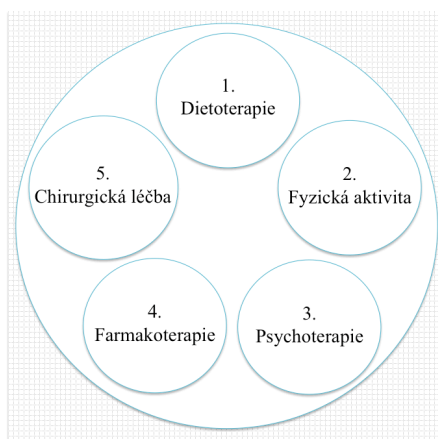 1.
Dietoterapie
2.
Fyzická aktivita
3.
Psychoterapie
4.
Farmakoterapie
5.
Chirurgická léčba